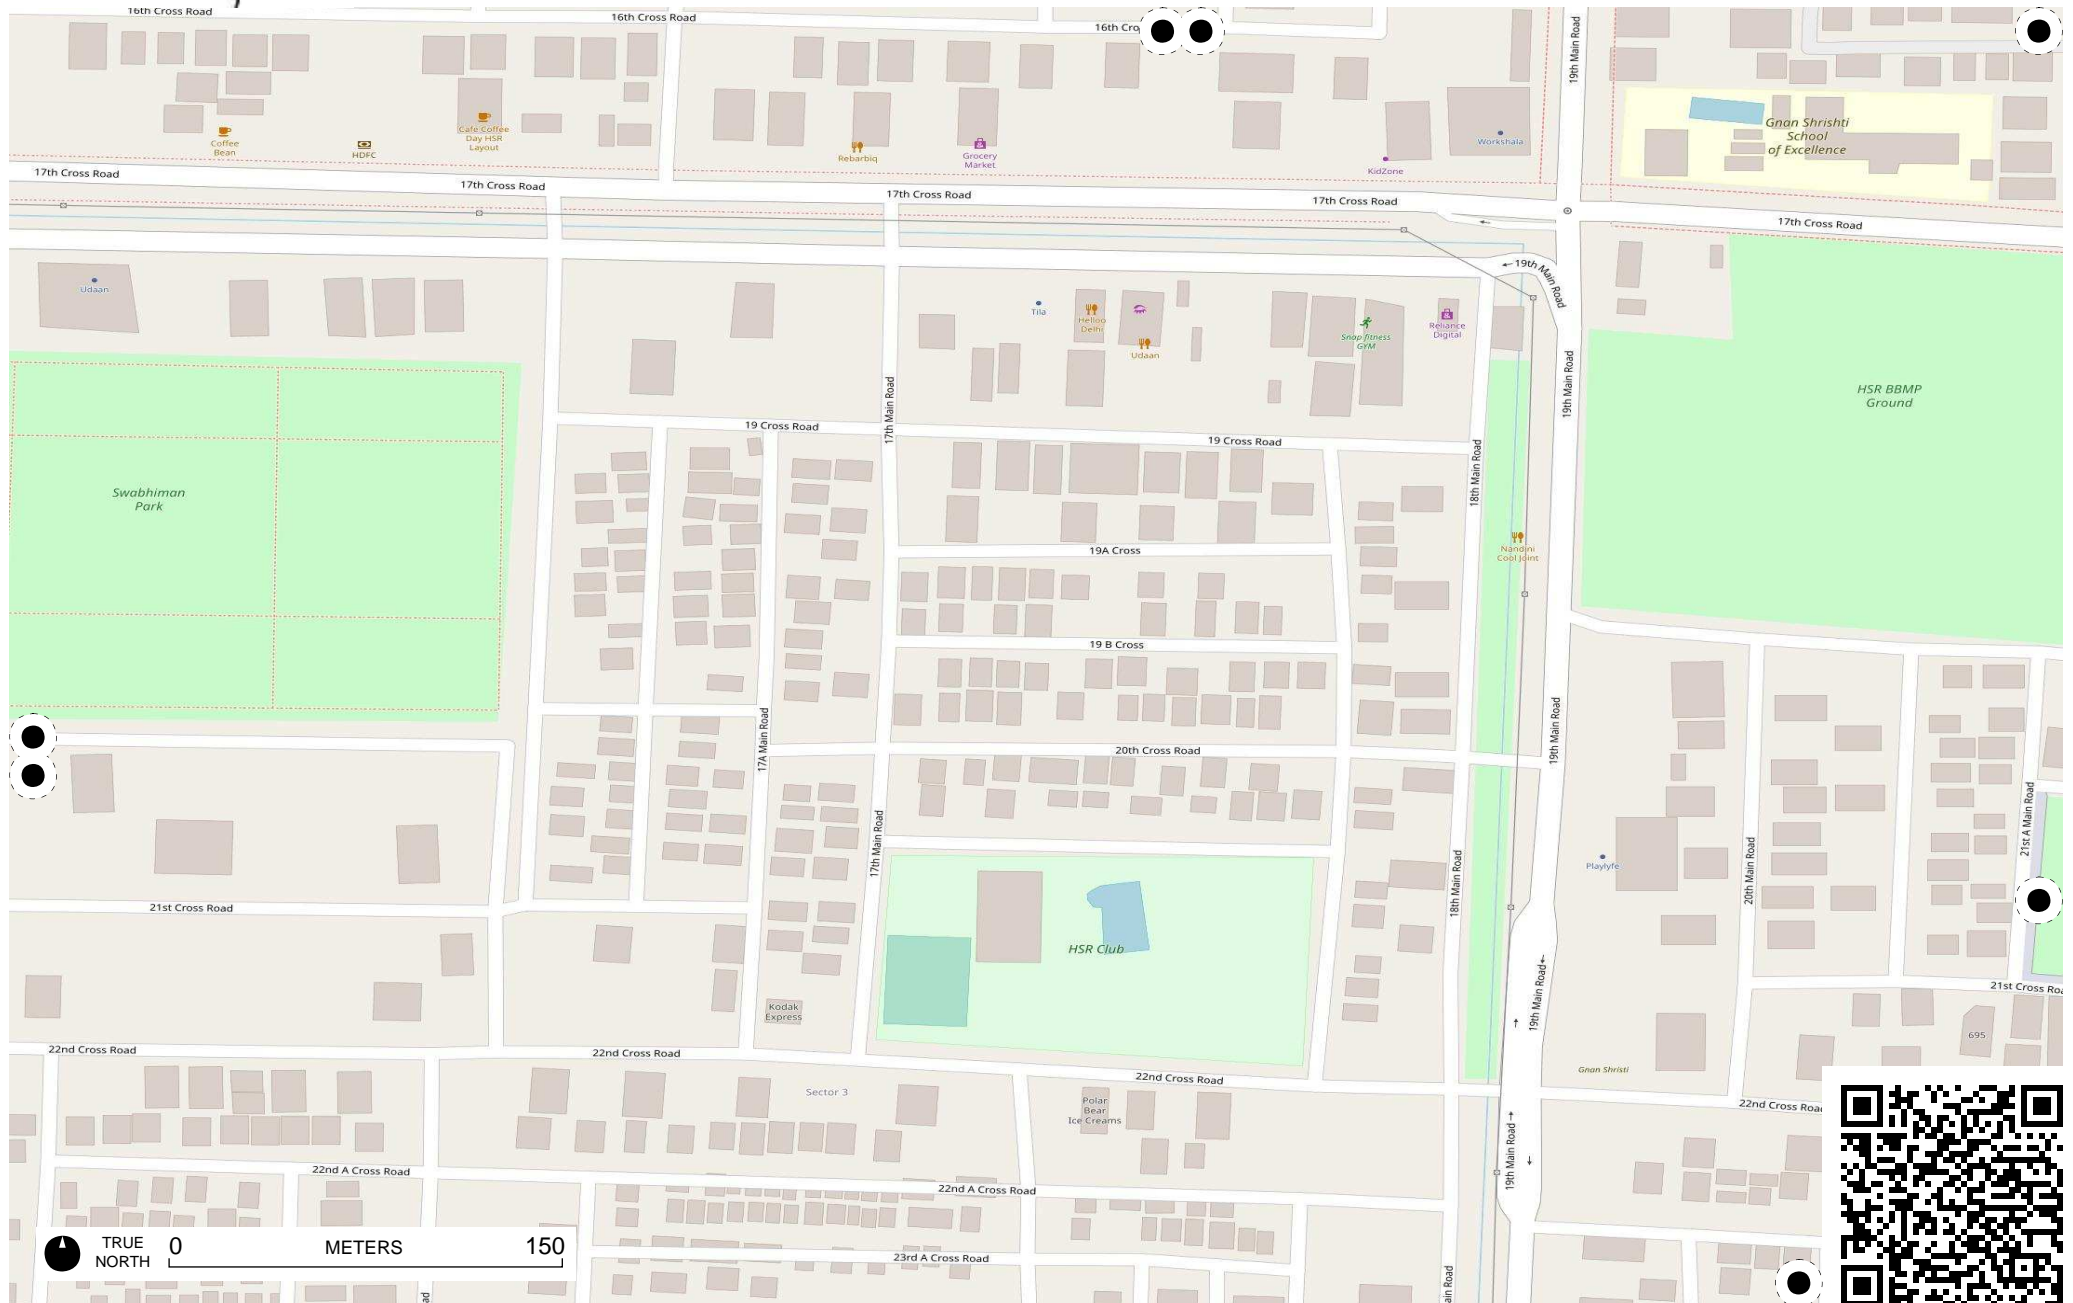 16th Cross Road
16th Cross Road
16th Cro
19th Main Road
Coffee
Bean
HDFC
Cafe Coffee
Day HSR
Layout
Rebarbiq
Grocery
Market
KidZone
Workshala
Gnan Shrishti
School
of Excellence
17th Cross Road
17th Cross Road
17th Cross Road
17th Cross Road
17th Cross Road
19th Main Road
Udaan
Tila
Helloo
Delhi
Udaan
Snap fitness
GYM
Reliance
Digital
19th Main Road
HSR BBMP
Ground
17th Main Road
19 Cross Road
19 Cross Road
18th Main Road
Swabhiman
Park
19A Cross
Nandini
Cool Joint
19 B Cross
17A Main Road
20th Cross Road
19th Main Road
17th Main Road
18th Main Road
Playlyfe
20th Main Road
21st A Main Road
21st Cross Road
HSR Club
19th Main Road
21st Cross Roa
Kodak
Express
695
22nd Cross Road
22nd Cross Road
22nd Cross Road
Gnan Shristi
Sector 3
Polar
Bear
Ice Creams
22nd Cross Roa
19th Main Road
22nd A Cross Road
22nd A Cross Road
23rd A Cross Road
ad
ain Road
TRUE
NORTH
0 METERS 150